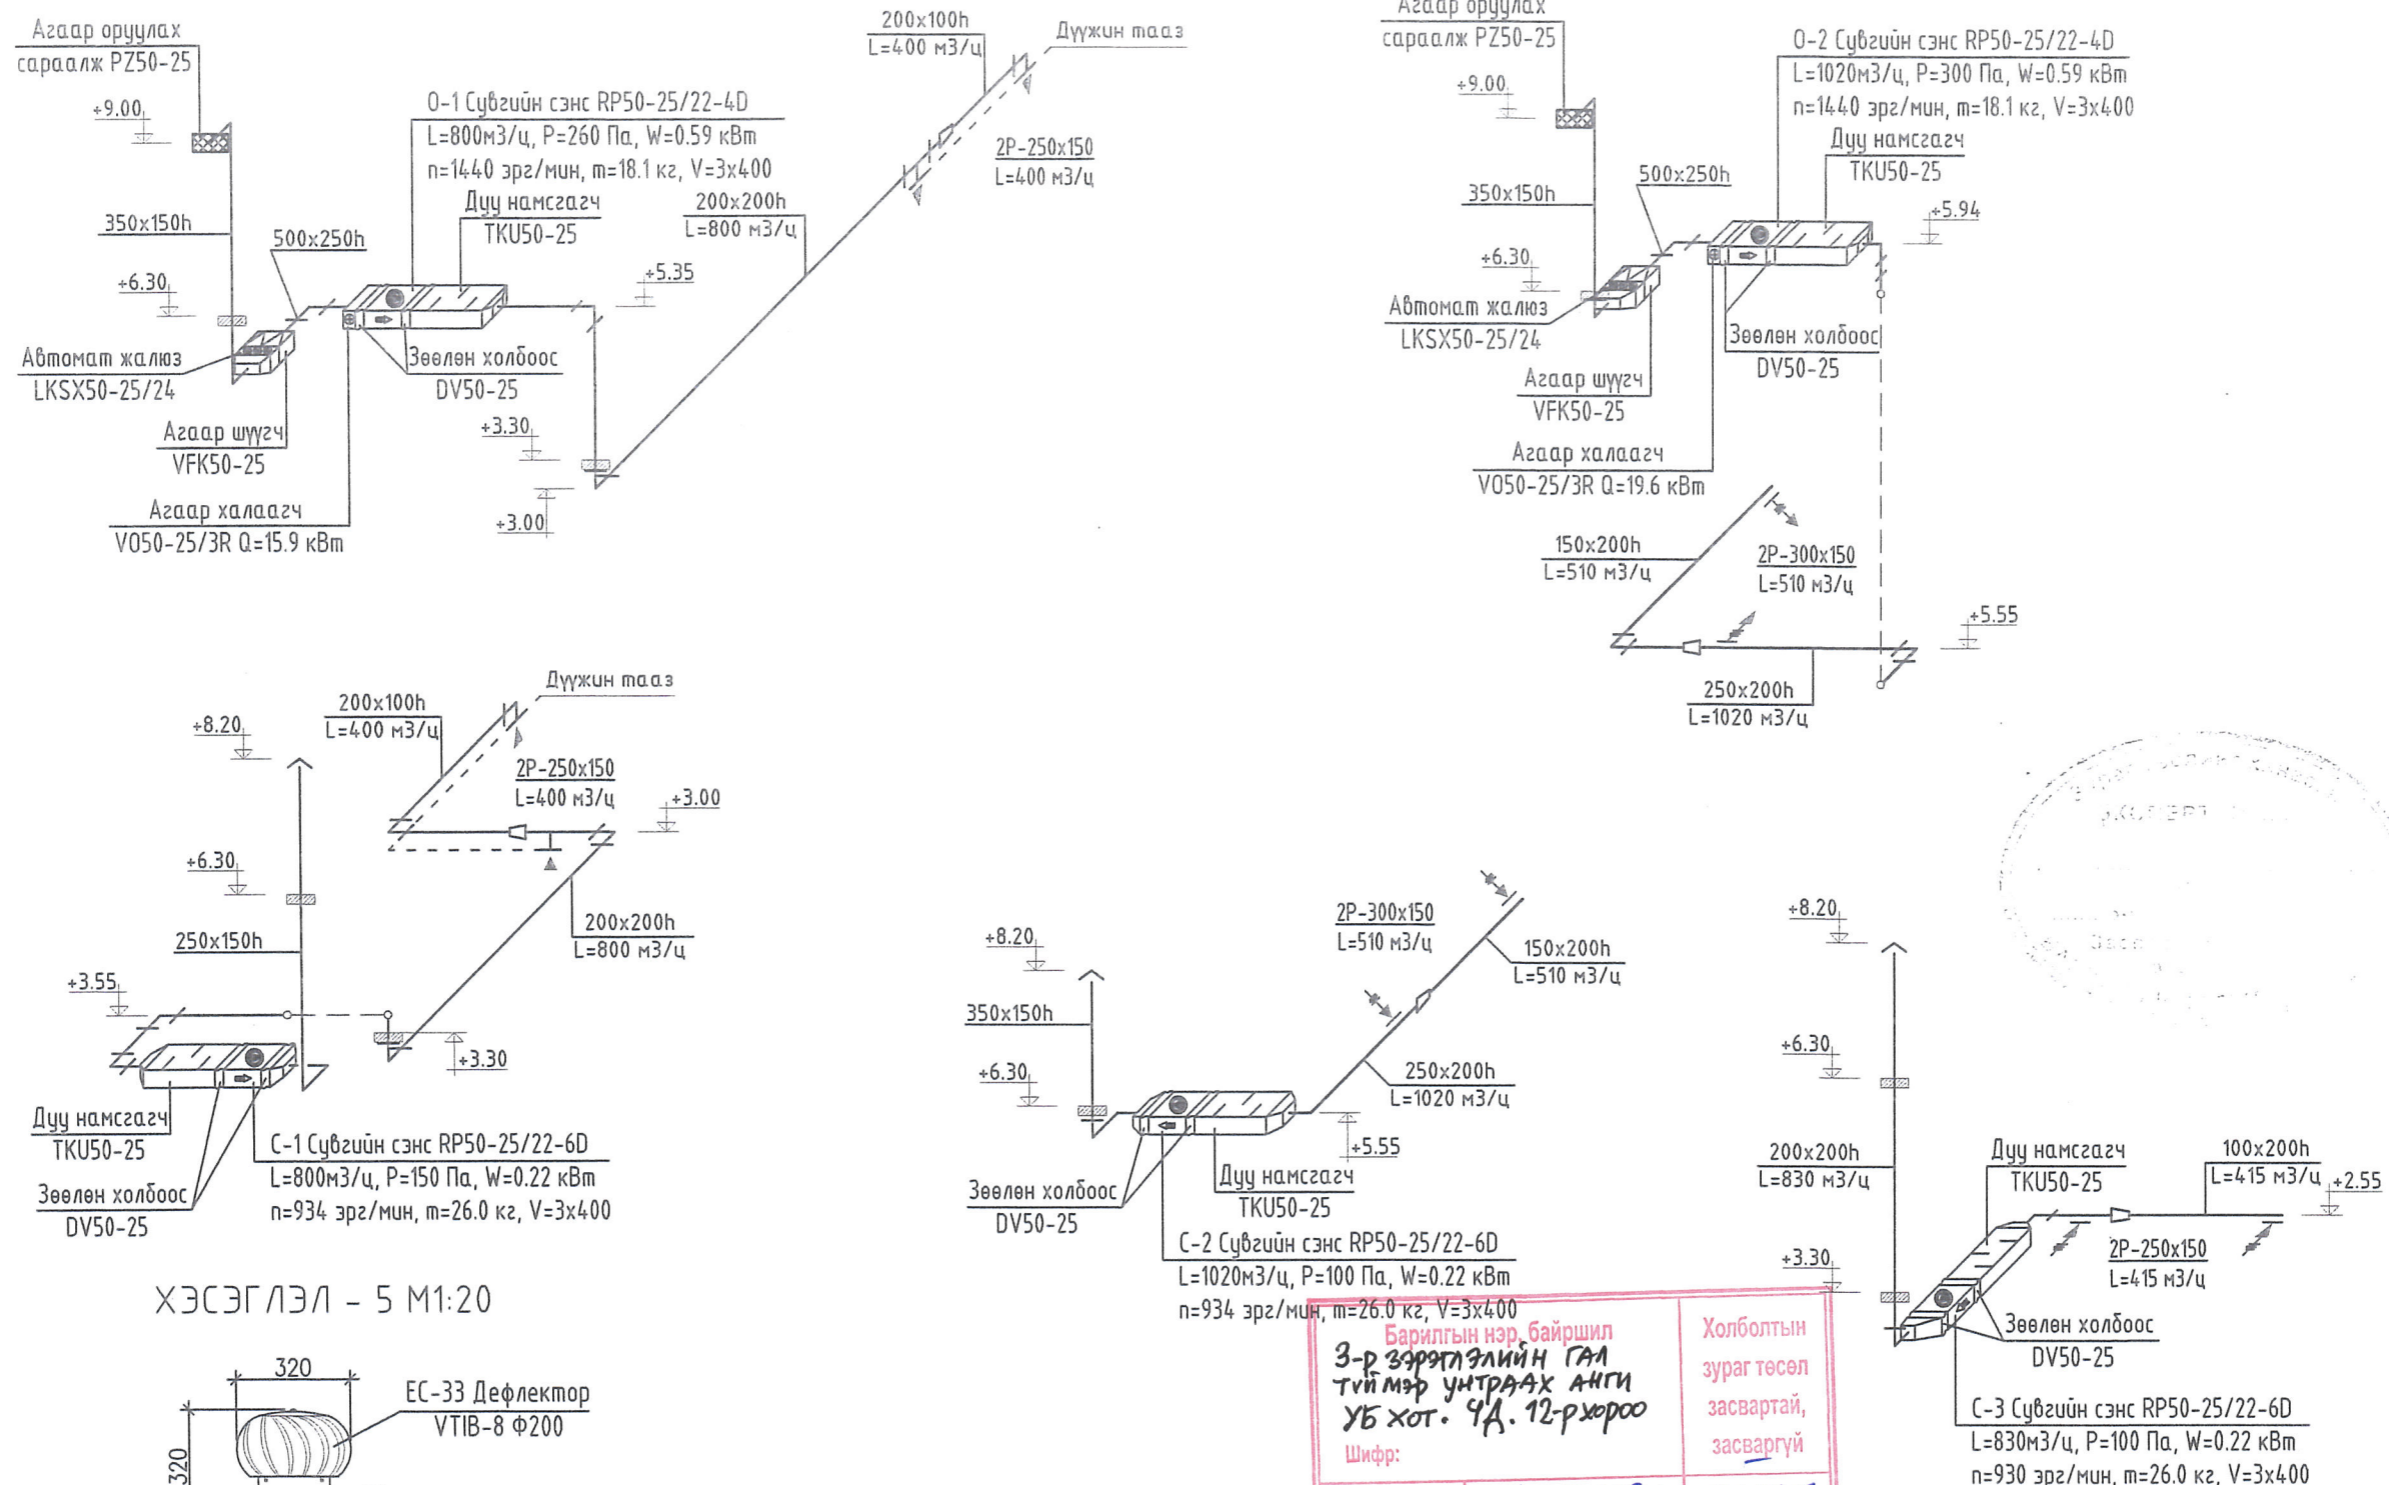 Агаар оруулах
сараалж PZ50-25
÷9.00
350x150h
500x250h
÷6.30
Автомат жалюз
LKSX50-25/24
Агаар шүүгч
VFK50-25
Агаар халаагч
VO50-25/3R Q=15.9 кВт
О-1 Сувгийн сэнс RP50-25/22-4D
L=800м3/ц, P=260 Па, W=0.59 кВт
n=1440 эрг/мин, m=18.1 кг, V=3x400
Дуу намсгагч
TKU50-25
Зөөлөн холбоос
DV50-25
÷5.35
÷3.30
÷3.00
200x200h
L=800 м3/ц
200x100h
L=400 м3/ц
Дүүжин тааз
2P-250x150
L=400 м3/ц
Агаар оруулах
сараалж PZ50-25
÷9.00
350x150h
500x250h
÷6.30
Автомат жалюз
LKSX50-25/24
Агаар шүүгч
VFK50-25
Агаар халаагч
VO50-25/3R Q=19.6 кВт
О-2 Сувгийн сэнс RP50-25/22-4D
L=1020м3/ц, P=300 Па, W=0.59 кВт
n=1440 эрг/мин, m=18.1 кг, V=3x400
Дуу намсгагч
TKU50-25
÷5.94
Зөөлөн холбоос
DV50-25
150x200h
L=510 м3/ц
2P-300x150
L=510 м3/ц
÷5.55
250x200h
L=1020 м3/ц
÷8.20
÷6.30
250x150h
÷3.55
200x100h
L=400 м3/ц
Дүүжин тааз
2P-250x150
L=400 м3/ц
÷3.00
200x200h
L=800 м3/ц
÷3.30
Дуу намсгагч
TKU50-25
Зөөлөн холбоос
DV50-25
С-1 Сувгийн сэнс RP50-25/22-6D
L=800м3/ц, P=150 Па, W=0.22 кВт
n=934 эрг/мин, m=26.0 кг, V=3x400
÷8.20
350x150h
÷6.30
2P-300x150
L=510 м3/ц
150x200h
L=510 м3/ц
250x200h
L=1020 м3/ц
÷5.55
Зөөлөн холбоос
DV50-25
Дуу намсгагч
TKU50-25
С-2 Сувгийн сэнс RP50-25/22-6D
L=1020м3/ц, P=100 Па, W=0.22 кВт
n=934 эрг/мин, m=26.0 кг, V=3x400
÷8.20
÷6.30
200x200h
L=830 м3/ц
÷3.30
Дуу намсгагч
TKU50-25
100x200h
L=415 м3/ц
÷2.55
2P-250x150
L=415 м3/ц
Зөөлөн холбоос
DV50-25
С-3 Сувгийн сэнс RP50-25/22-6D
L=830м3/ц, P=100 Па, W=0.22 кВт
n=930 эрг/мин, m=26.0 кг, V=3x400
ХЭСЭГЛЭЛ - 5 М1:20
320
320
ЕС-33 Дефлектор
VTIB-8 Ф200
Барилгын нэр, байршил
3-р зэрэглэлийн ГАЛ
түймэр унтраах анги
УБ хот. ЧД. 12-р хороо
Шифр:
Холболтын
зураг төсөл
засвартай,
засваргүй